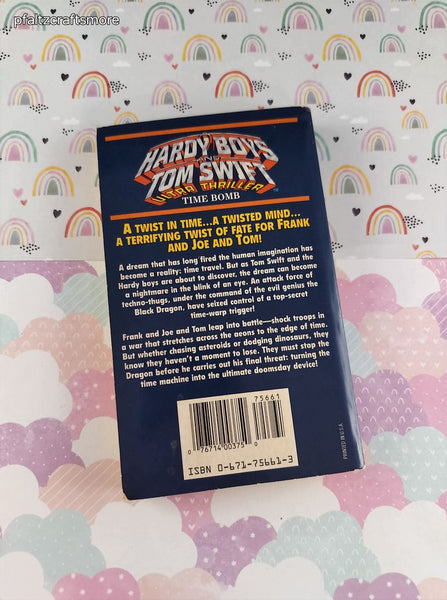 pfaltzcraftsmore
HARDY BOYS
AND
TOM SWIFT
ULTRA THRILLER
TIME BOMB
A TWIST IN TIME...A TWISTED MIND...
A TERRIFYING TWIST OF FATE FOR FRANK
AND JOE AND TOM!
A dream that has long fired the human imagination has
become a reality: time travel. But as Tom Swift and the
Hardy boys are about to discover, the dream can become
a nightmare in the blink of an eye. An attack force of
techno-thugs, under the command of the evil genius the
Black Dragon, have seized control of a top-secret
time-warp trigger!
Frank and Joe and Tom leap into battle—shock troops in
a war that stretches across the aeons to the edge of time.
But whether chasing asteroids or dodging dinosaurs, they
know they haven't a moment to lose. They must stop the
Dragon before he carries out his final threat: turning the
time machine into the ultimate doomsday device!
75661
0 76714 00375 0
ISBN 0-671-75661-3
PRINTED IN U.S.A.